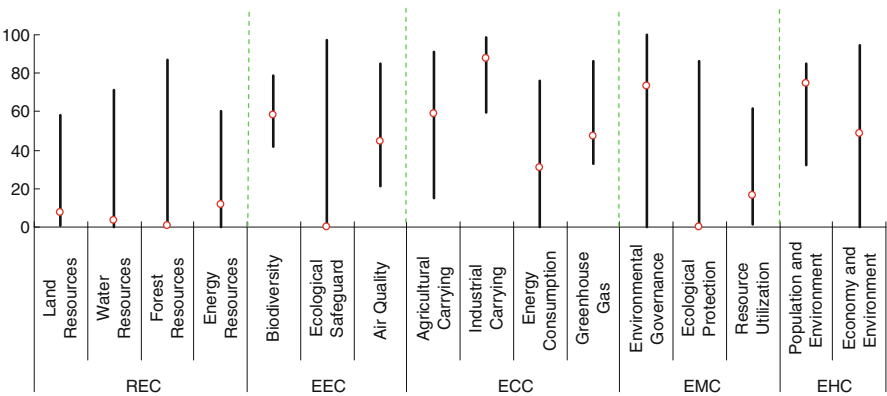 100
80
60
40
20
0
Land
Resources
Water
Resources
Forest
Resources
Energy
Resources
Biodiversity
Ecological
Safeguard
Air Quality
Agricultural
Carrying
Industrial
Carrying
Energy
Consumption
Greenhouse
Gas
Environmental
Governance
Ecological
Protection
Resource
Utilization
Population and
Environment
Economy and
Environment
REC
EEC
ECC
EMC
EHC